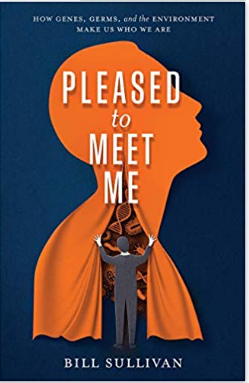 HOW GENES, GERMS, and the ENVIRONMENT
MAKE US WHO WE ARE
PLEASED
to
MEET
ME
BILL SULLIVAN